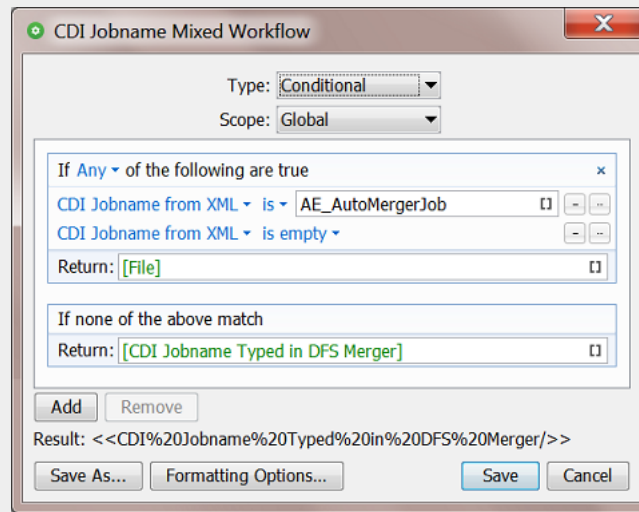 CDI Jobname Mixed Workflow
Type: Conditional
Scope: Global
If Any of the following are true
CDI Jobname from XML is AE_AutoMergerJob
CDI Jobname from XML is empty
Return: [File]
If none of the above match
Return: [CDI Jobname Typed in DFS Merger]
Add Remove
Result: <<CDI%20Jobname%20Typed%20in%20DFS%20Merger/>>
Save As... Formatting Options... Save Cancel